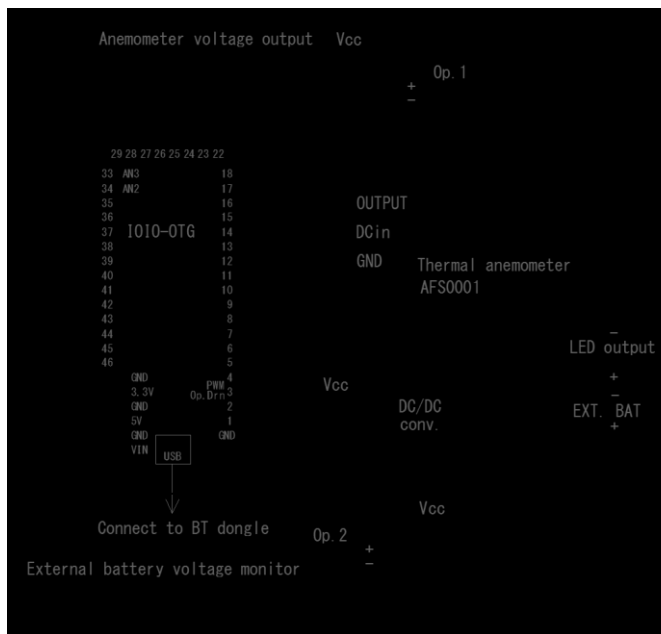 Anemometer voltage output Vcc
Op.1
+
−
29 28 27 26 25 24 23 22
33 AN3 18
34 AN2 17
35 16
36 15
37 IOIO-OTG 14
38 13
39 12
40 11
41 10
42 9
43 8
44 7
45 6
46 5
OUTPUT
DCin
GND
Thermal anemometer
AFS0001
−
LED output
+
−
EXT. BAT
+
GND PWM 4
3.3V Op.Drn 3
GND 2
5V 1
GND GND
VIN
USB
Vcc
DC/DC
conv.
Connect to BT dongle
Vcc
Op.2
+
−
External battery voltage monitor